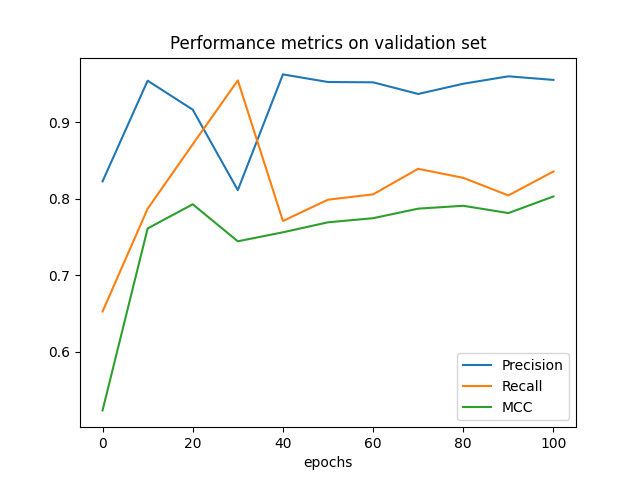 Performance metrics on validation set
0.9
0.8
0.7
0.6
Precision
Recall
MCC
0 20 40 60 80 100
epochs